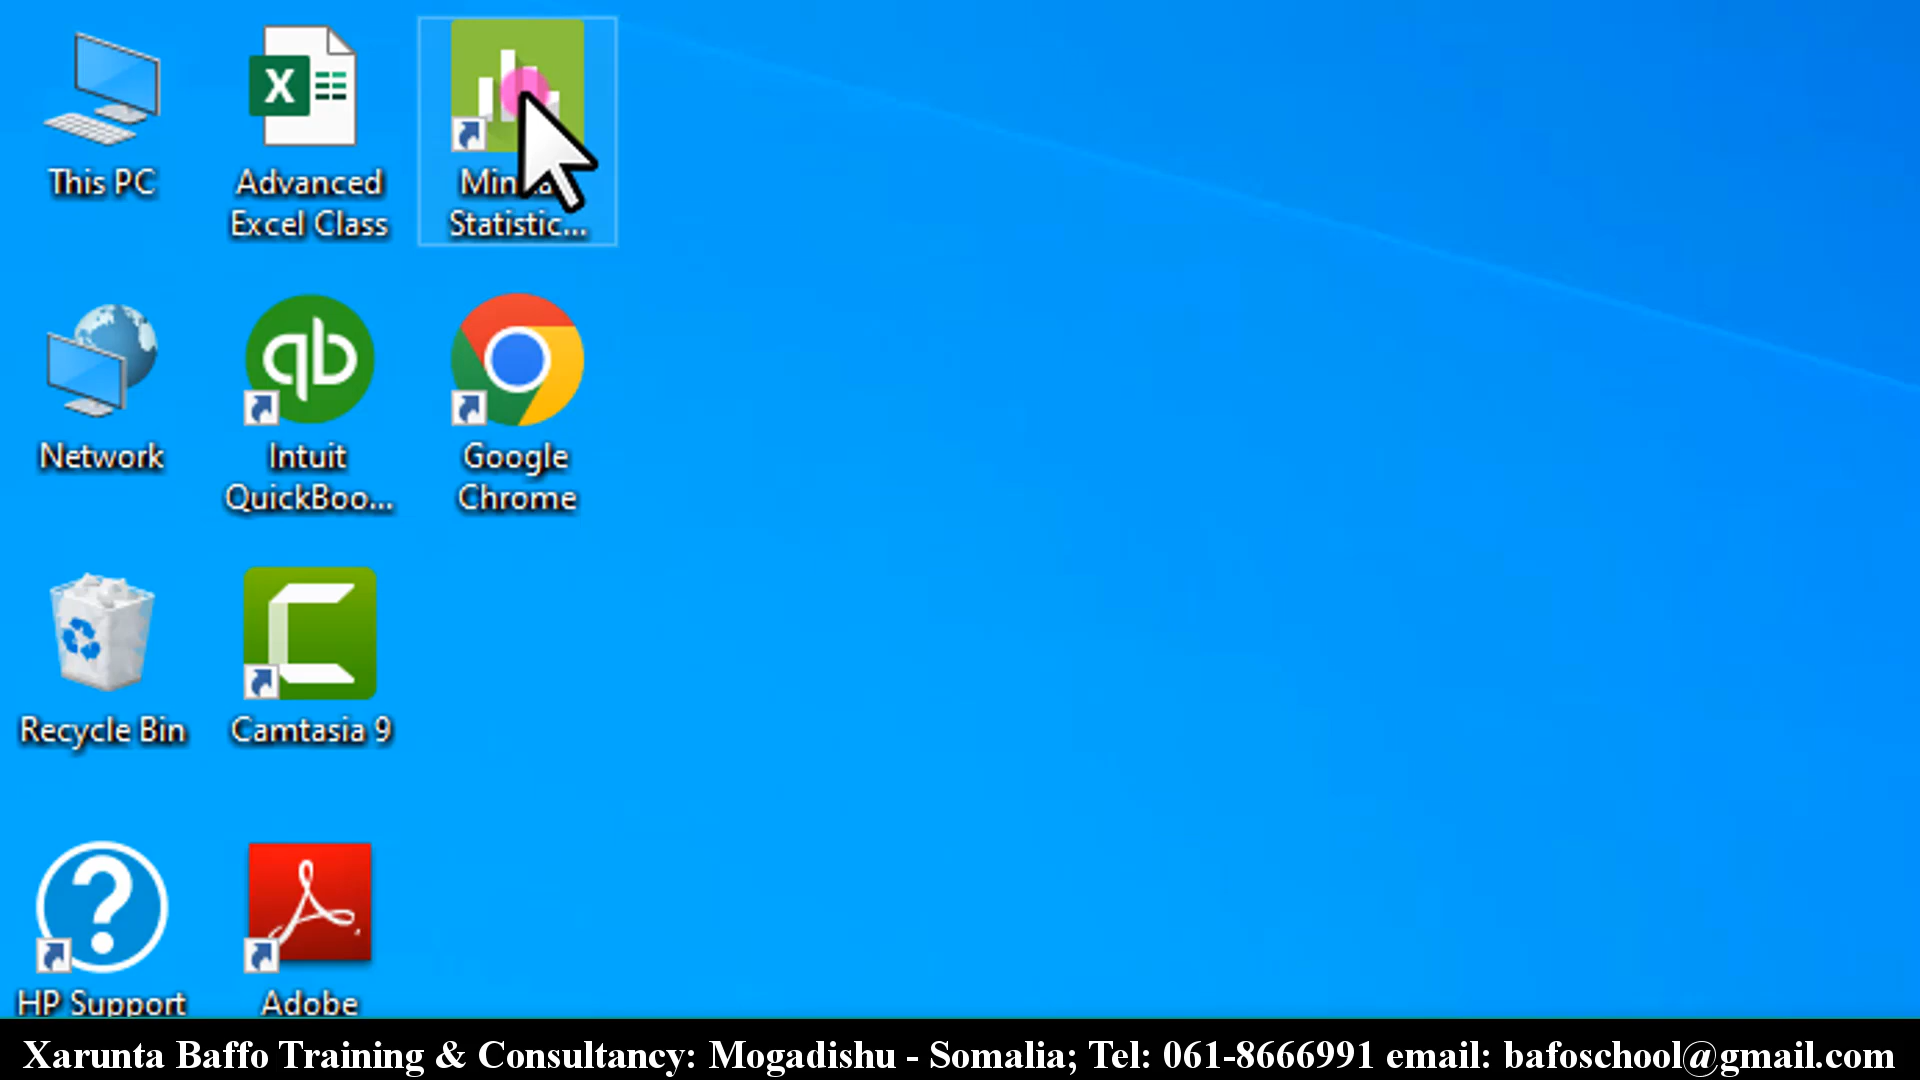 This PC
Advanced
Excel Class
Statistic...
Network
Intuit
QuickBoo...
Google
Chrome
Recycle Bin
Camtasia 9
HP Support
Adobe
Xarunta Baffo Training & Consultancy: Mogadishu - Somalia; Tel: 061-8666991 email: bafoschool@gmail.com